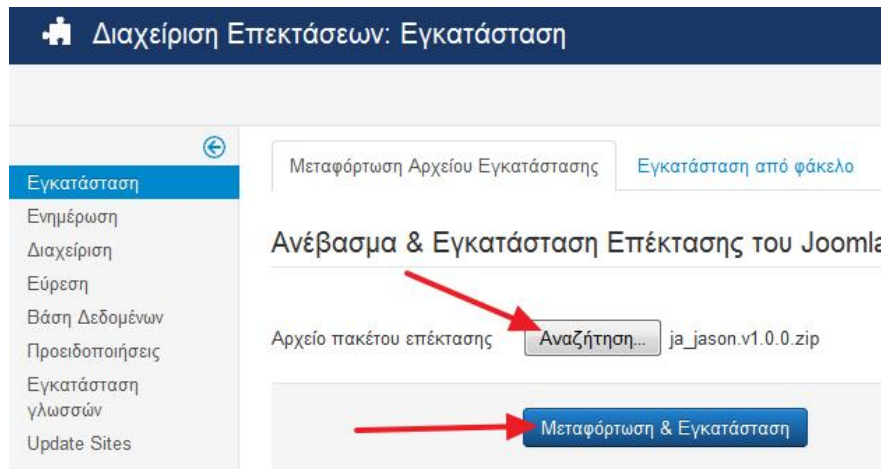 Διαχείριση Επεκτάσεων: Εγκατάσταση
Εγκατάσταση
Ενημέρωση
Διαχείριση
Εύρεση
Βάση Δεδομένων
Προειδοποιήσεις
Εγκατάσταση
γλωσσών
Update Sites
Μεταφόρτωση Αρχείου Εγκατάστασης Εγκατάσταση από φάκελο
Ανέβασμα & Εγκατάσταση Επέκτασης του Joomla
Αρχείο πακέτου επέκτασης Αναζήτηση... ja_jason.v1.0.0.zip
Μεταφόρτωση & Εγκατάσταση